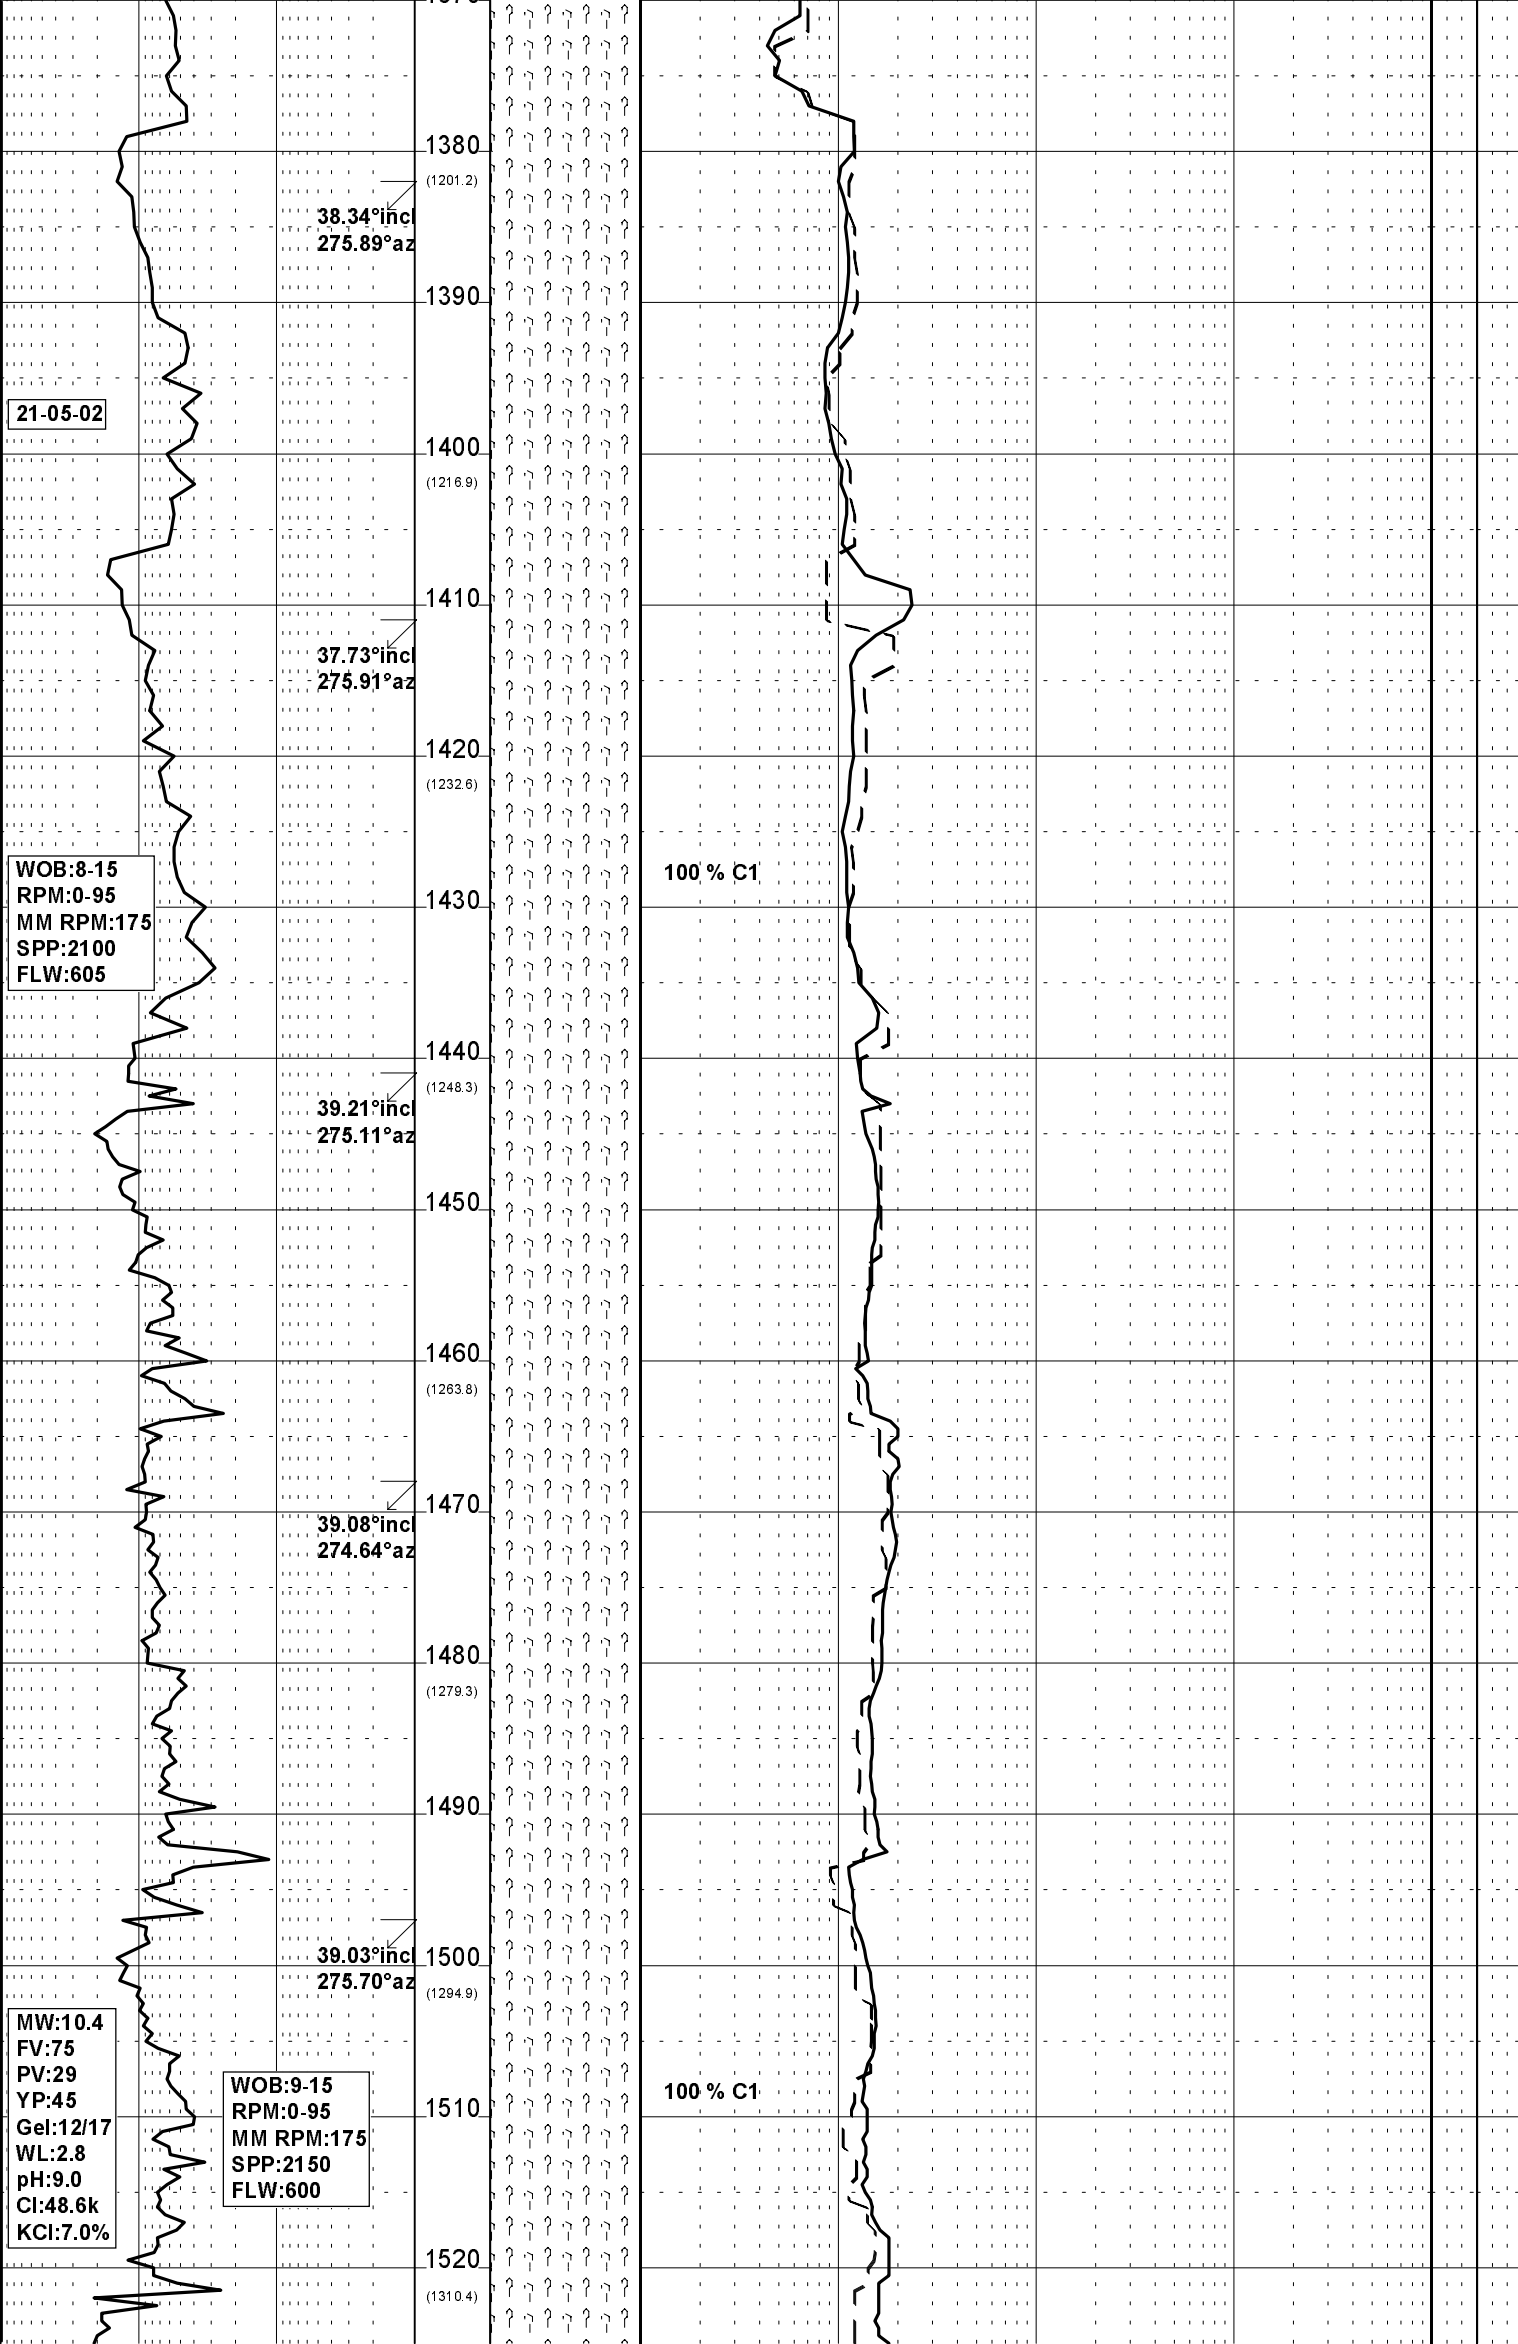 1380
(1201.2)
38.34°incl
275.89°az
1390
21-05-02
1400
(1216.9)
1410
37.73°incl
275.91°az
1420
(1232.6)
WOB:8-15
RPM:0-95
MM RPM:175
SPP:2100
FLW:605
100 % C1
1430
1440
(1248.3)
39.21°incl
275.11°az
1450
1460
(1263.8)
1470
39.08°incl
274.64°az
1480
(1279.3)
1490
1500
39.03°incl
275.70°az
(1294.9)
MW:10.4
FV:75
PV:29
YP:45
Gel:12/17
WL:2.8
pH:9.0
Cl:48.6k
KCl:7.0%
WOB:9-15
RPM:0-95
MM RPM:175
SPP:2150
FLW:600
100 % C1
1510
1520
(1310.4)